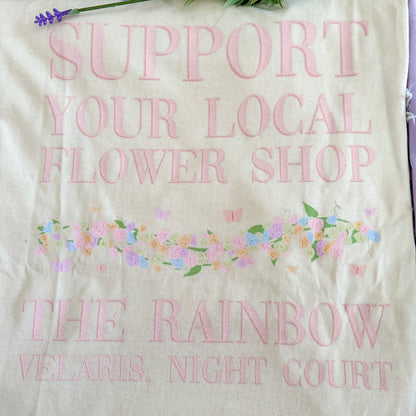 SUPPORT
YOUR LOCAL
FLOWER SHOP
THE RAINBOW
VELARIS, NIGHT COURT